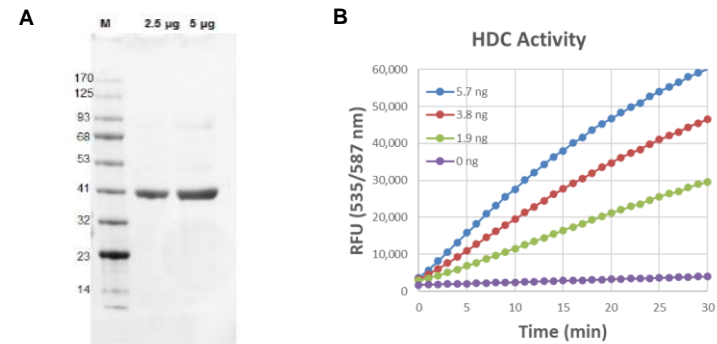 A
M 2.5 µg 5 µg
170
125
93
68
53
41
32
23
14
B
HDC Activity
RFU (535/587 nm)
60,000
50,000
40,000
30,000
20,000
10,000
0
5.7 ng
3.8 ng
1.9 ng
0 ng
0 5 10 15 20 25 30
Time (min)